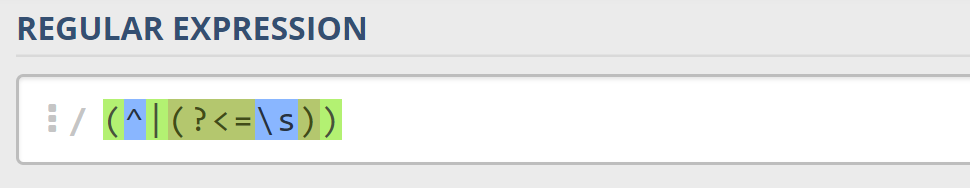 REGULAR EXPRESSION
/ (^|(?<=\s))